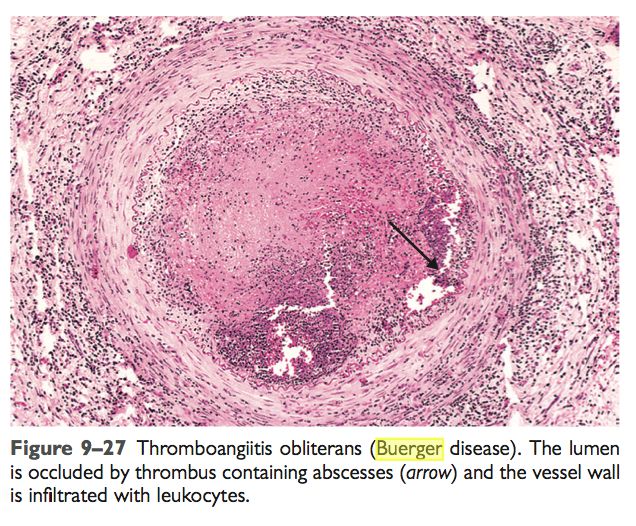 Figure 9–27 Thromboangiitis obliterans (Buerger disease). The lumen
is occluded by thrombus containing abscesses (arrow) and the vessel wall
is infiltrated with leukocytes.